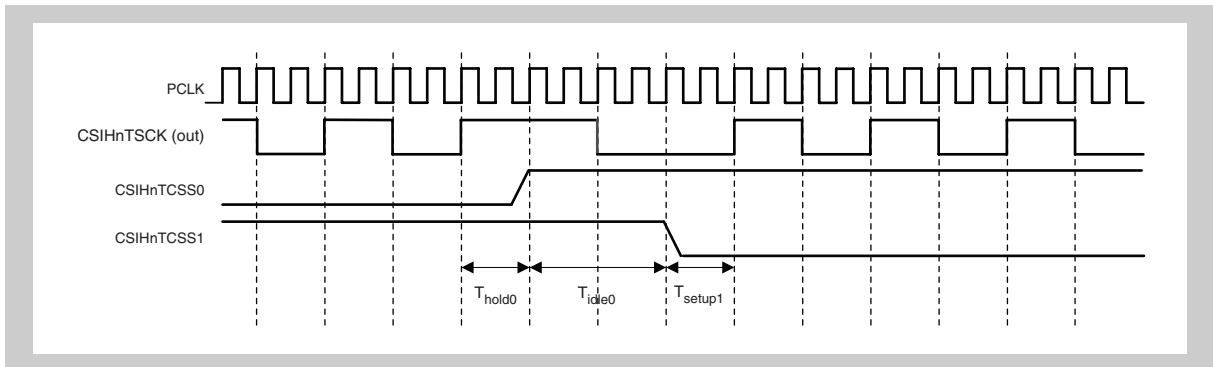 PCLK
CSIHnTSCK (out)
CSIHnTCSS0
CSIHnTCSS1
Thold0 Tidle0 Tsetup1